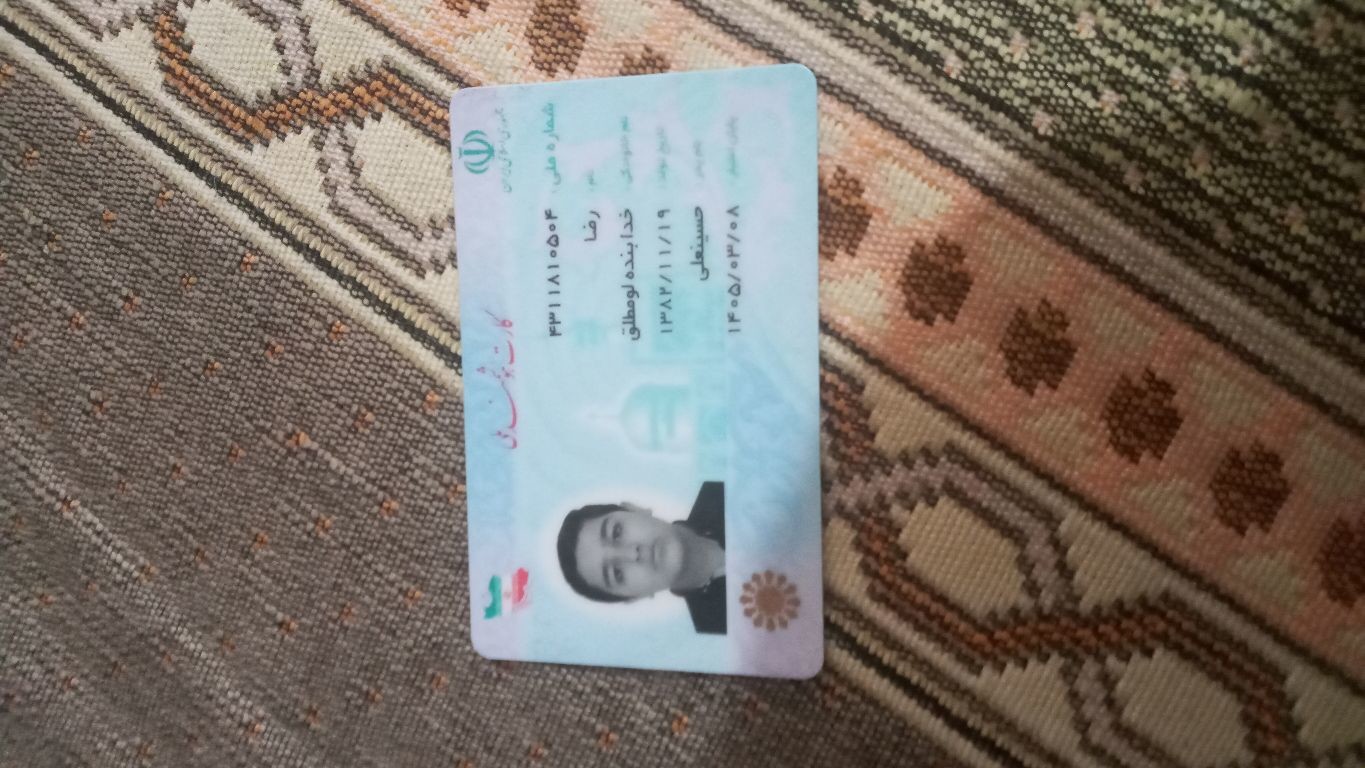 جمهوری اسلامی ایران
کارت هوشمند ملی
شماره ملی : ۴۳۱۱۸۱۰۵۰۴
نام : رضا
نام خانوادگی : خدابنده لومطلق
تاریخ تولد : ۱۳۸۲/۱۱/۱۹
نام پدر : حسینعلی
پایان اعتبار : ۱۴۰۵/۰۳/۰۸